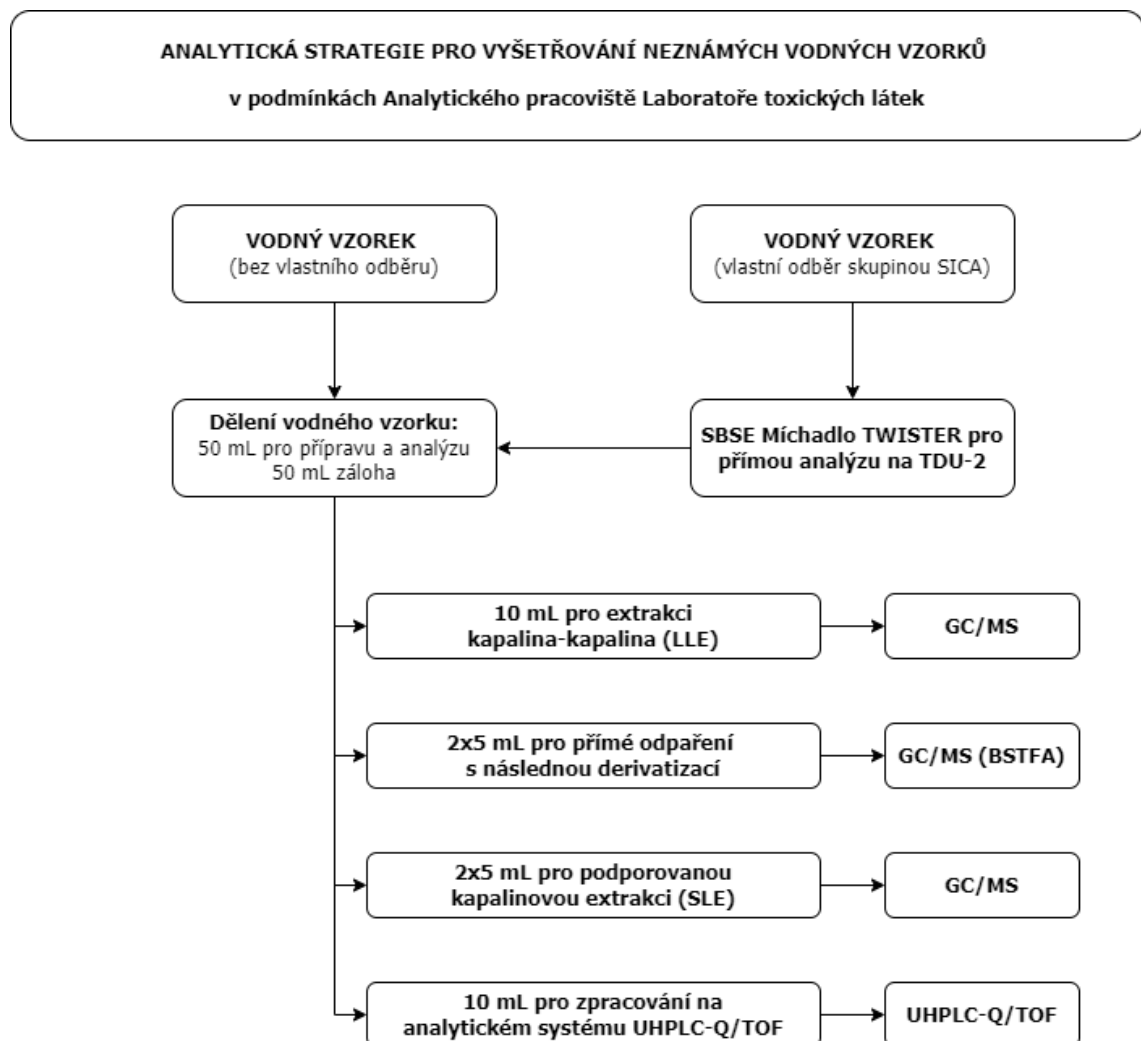 ANALYTICKÁ STRATEGIE PRO VYŠETŘOVÁNÍ NEZNÁMÝCH VODNÝCH VZORKŮ
v podmínkách Analytického pracoviště Laboratoře toxických látek
VODNÝ VZOREK
(bez vlastního odběru)
VODNÝ VZOREK
(vlastní odběr skupinou SICA)
Dělení vodného vzorku:
50 mL pro přípravu a analýzu
50 mL záloha
SBSE Míchadlo TWISTER pro
přímou analýzu na TDU-2
10 mL pro extrakci
kapalina-kapalina (LLE)
GC/MS
2x5 mL pro přímé odpaření
s následnou derivatizací
GC/MS (BSTFA)
2x5 mL pro podporovanou
kapalinovou extrakci (SLE)
GC/MS
10 mL pro zpracování na
analytickém systému UHPLC-Q/TOF
UHPLC-Q/TOF